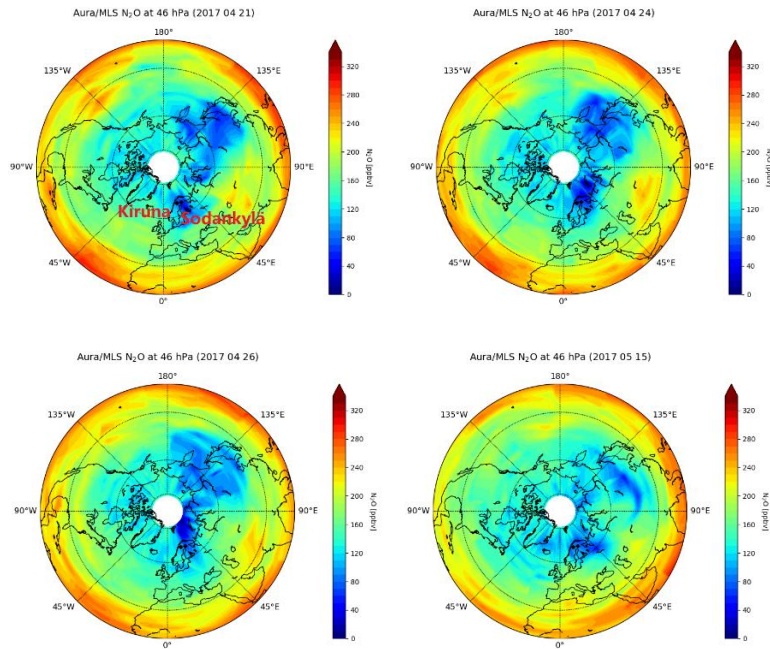 Aura/MLS N₂O at 46 hPa (2017 04 21)
180°
135°W
135°E
90°W
90°E
45°W
45°E
0°
Kiruna
Sodankylä
320
280
240
200
160
120
80
40
0
N₂O [ppbv]
Aura/MLS N₂O at 46 hPa (2017 04 24)
180°
135°W
135°E
90°W
90°E
45°W
45°E
0°
320
280
240
200
160
120
80
40
0
N₂O [ppbv]
Aura/MLS N₂O at 46 hPa (2017 04 26)
180°
135°W
135°E
90°W
90°E
45°W
45°E
0°
320
280
240
200
160
120
80
40
0
N₂O [ppbv]
Aura/MLS N₂O at 46 hPa (2017 05 15)
180°
135°W
135°E
90°W
90°E
45°W
45°E
0°
320
280
240
200
160
120
80
40
0
N₂O [ppbv]